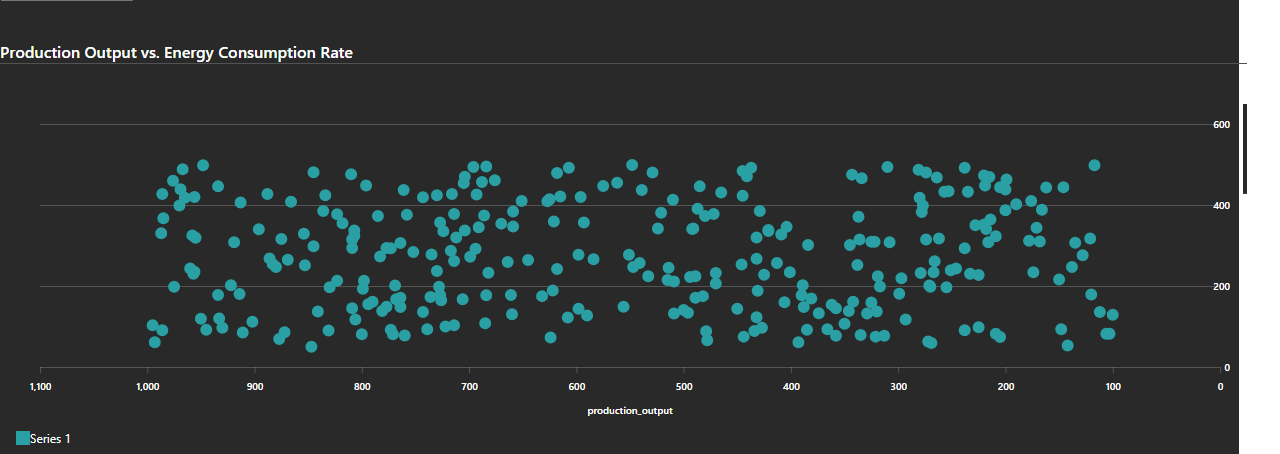 Production Output vs. Energy Consumption Rate
600
400
200
0
1,100 1,000 900 800 700 600 500 400 300 200 100 0
production_output
Series 1